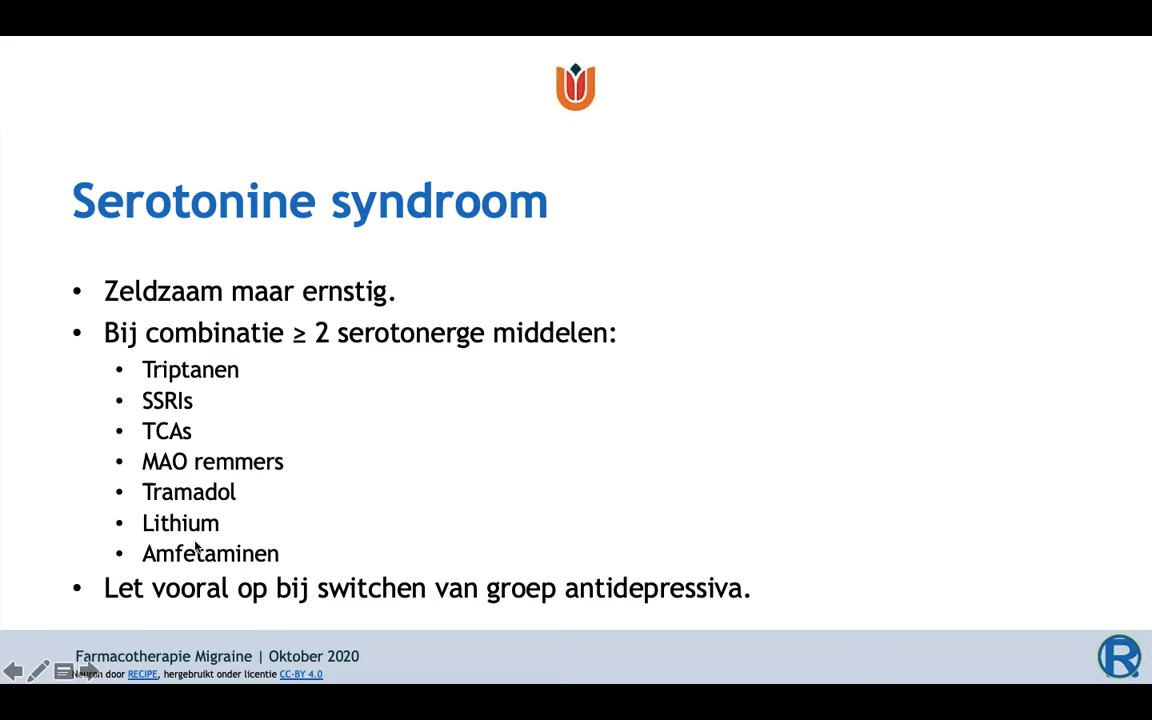 Serotonine syndroom
• Zeldzaam maar ernstig.
• Bij combinatie ≥ 2 serotonerge middelen:
• Triptanen
• SSRIs
• TCAs
• MAO remmers
• Tramadol
• Lithium
• Amfetaminen
• Let vooral op bij switchen van groep antidepressiva.
Farmacotherapie Migraine | Oktober 2020
door RECIPE, hergebruikt onder licentie CC-BY 4.0
R